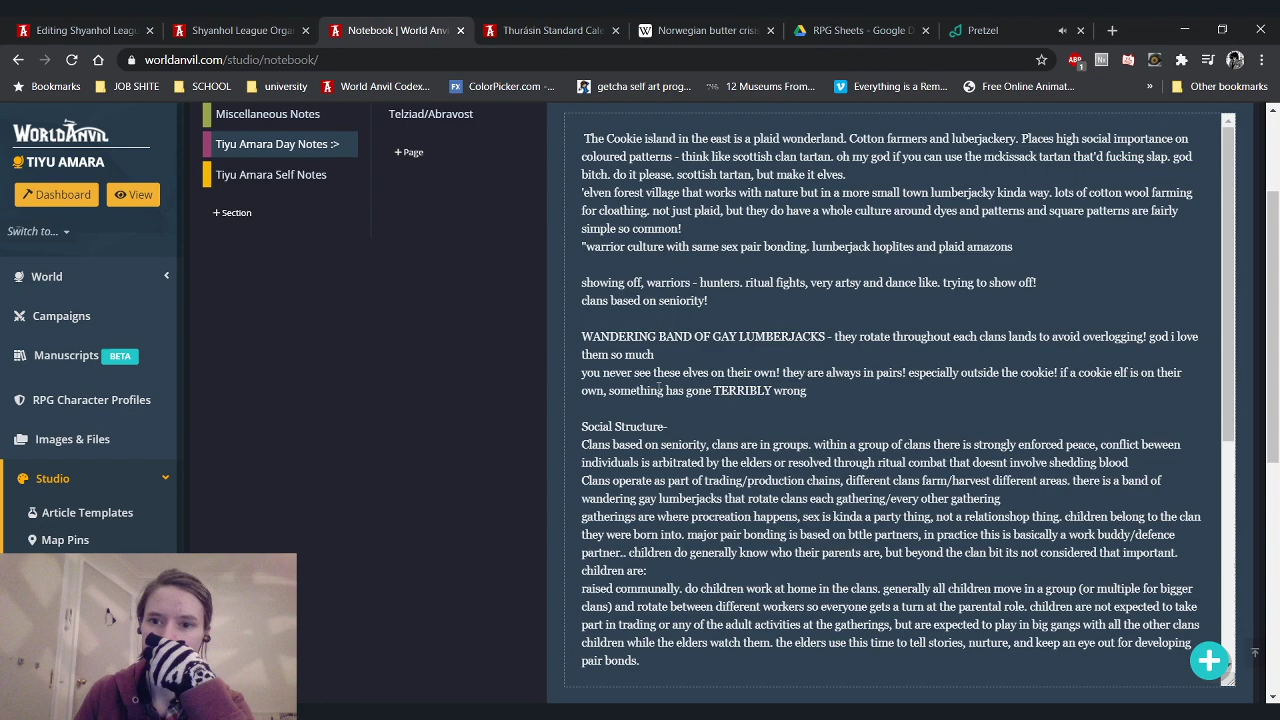 Editing Shyanhol Leagu
Shyanhol League Orga
Notebook | World Anvi
Thurásin Standard Cale
Norwegian butter crisis
RPG Sheets - Google D
Pretzel
worldanvil.com/studio/notebook/
Bookmarks
JOB SHITE
SCHOOL
university
World Anvil Codex...
ColorPicker.com -...
getcha self art prog...
12 Museums From...
Everything is a Rem...
Free Online Animat...
Other bookmarks
WORLDANVIL
TIYU AMARA
Dashboard
View
Switch to...
World
Campaigns
Manuscripts BETA
RPG Character Profiles
Images & Files
Studio
Article Templates
Map Pins
Miscellaneous Notes
Tiyu Amara Day Notes :>
Tiyu Amara Self Notes
+ Section
Telziad/Abravost
+ Page
The Cookie island in the east is a plaid wonderland. Cotton farmers and luberjackery. Places high social importance on
coloured patterns - think like scottish clan tartan. oh my god if you can use the mckissack tartan that'd fucking slap. god
bitch. do it please. scottish tartan, but make it elves.
'elven forest village that works with nature but in a more small town lumberjacky kinda way. lots of cotton wool farming
for cloathing. not just plaid, but they do have a whole culture around dyes and patterns and square patterns are fairly
simple so common!
"warrior culture with same sex pair bonding. lumberjack hoplites and plaid amazons
showing off, warriors - hunters. ritual fights, very artsy and dance like. trying to show off!
clans based on seniority!
WANDERING BAND OF GAY LUMBERJACKS - they rotate throughout each clans lands to avoid overlogging! god i love
them so much
you never see these elves on their own! they are always in pairs! especially outside the cookie! if a cookie elf is on their
own, something has gone TERRIBLY wrong
Social Structure-
Clans based on seniority, clans are in groups. within a group of clans there is strongly enforced peace, conflict beween
individuals is arbitrated by the elders or resolved through ritual combat that doesnt involve shedding blood
Clans operate as part of trading/production chains, different clans farm/harvest different areas. there is a band of
wandering gay lumberjacks that rotate clans each gathering/every other gathering
gatherings are where procreation happens, sex is kinda a party thing, not a relationshop thing. children belong to the clan
they were born into. major pair bonding is based on bttle partners, in practice this is basically a work buddy/defence
partner.. children do generally know who their parents are, but beyond the clan bit its not considered that important.
children are:
raised communally. do children work at home in the clans. generally all children move in a group (or multiple for bigger
clans) and rotate between different workers so everyone gets a turn at the parental role. children are not expected to take
part in trading or any of the adult activities at the gatherings, but are expected to play in big gangs with all the other clans
children while the elders watch them. the elders use this time to tell stories, nurture, and keep an eye out for developing
pair bonds.